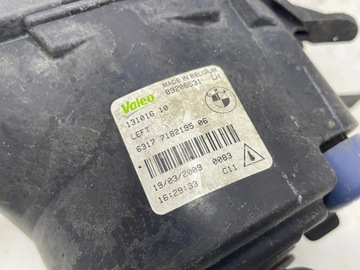 Valeo
MADE IN BELGIUM
89206631 LH
131016 10
LEFT
6317 7182195 06
19/03/2009 0083
16:29:33 C11